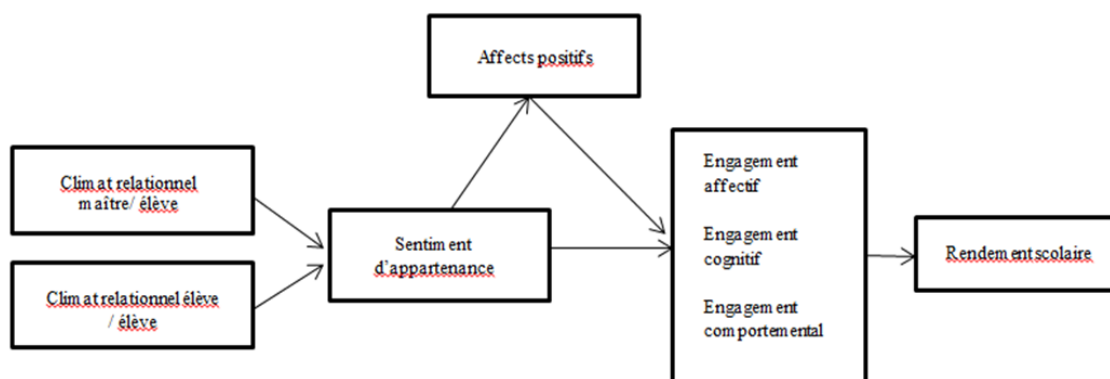 Affects positifs
Climat relationnel
maître/ élève
Climat relationnel élève
/ élève
Sentiment
d’appartenance
Engagement
affectif
Engagement
cognitif
Engagement
comportemental
Rendement scolaire